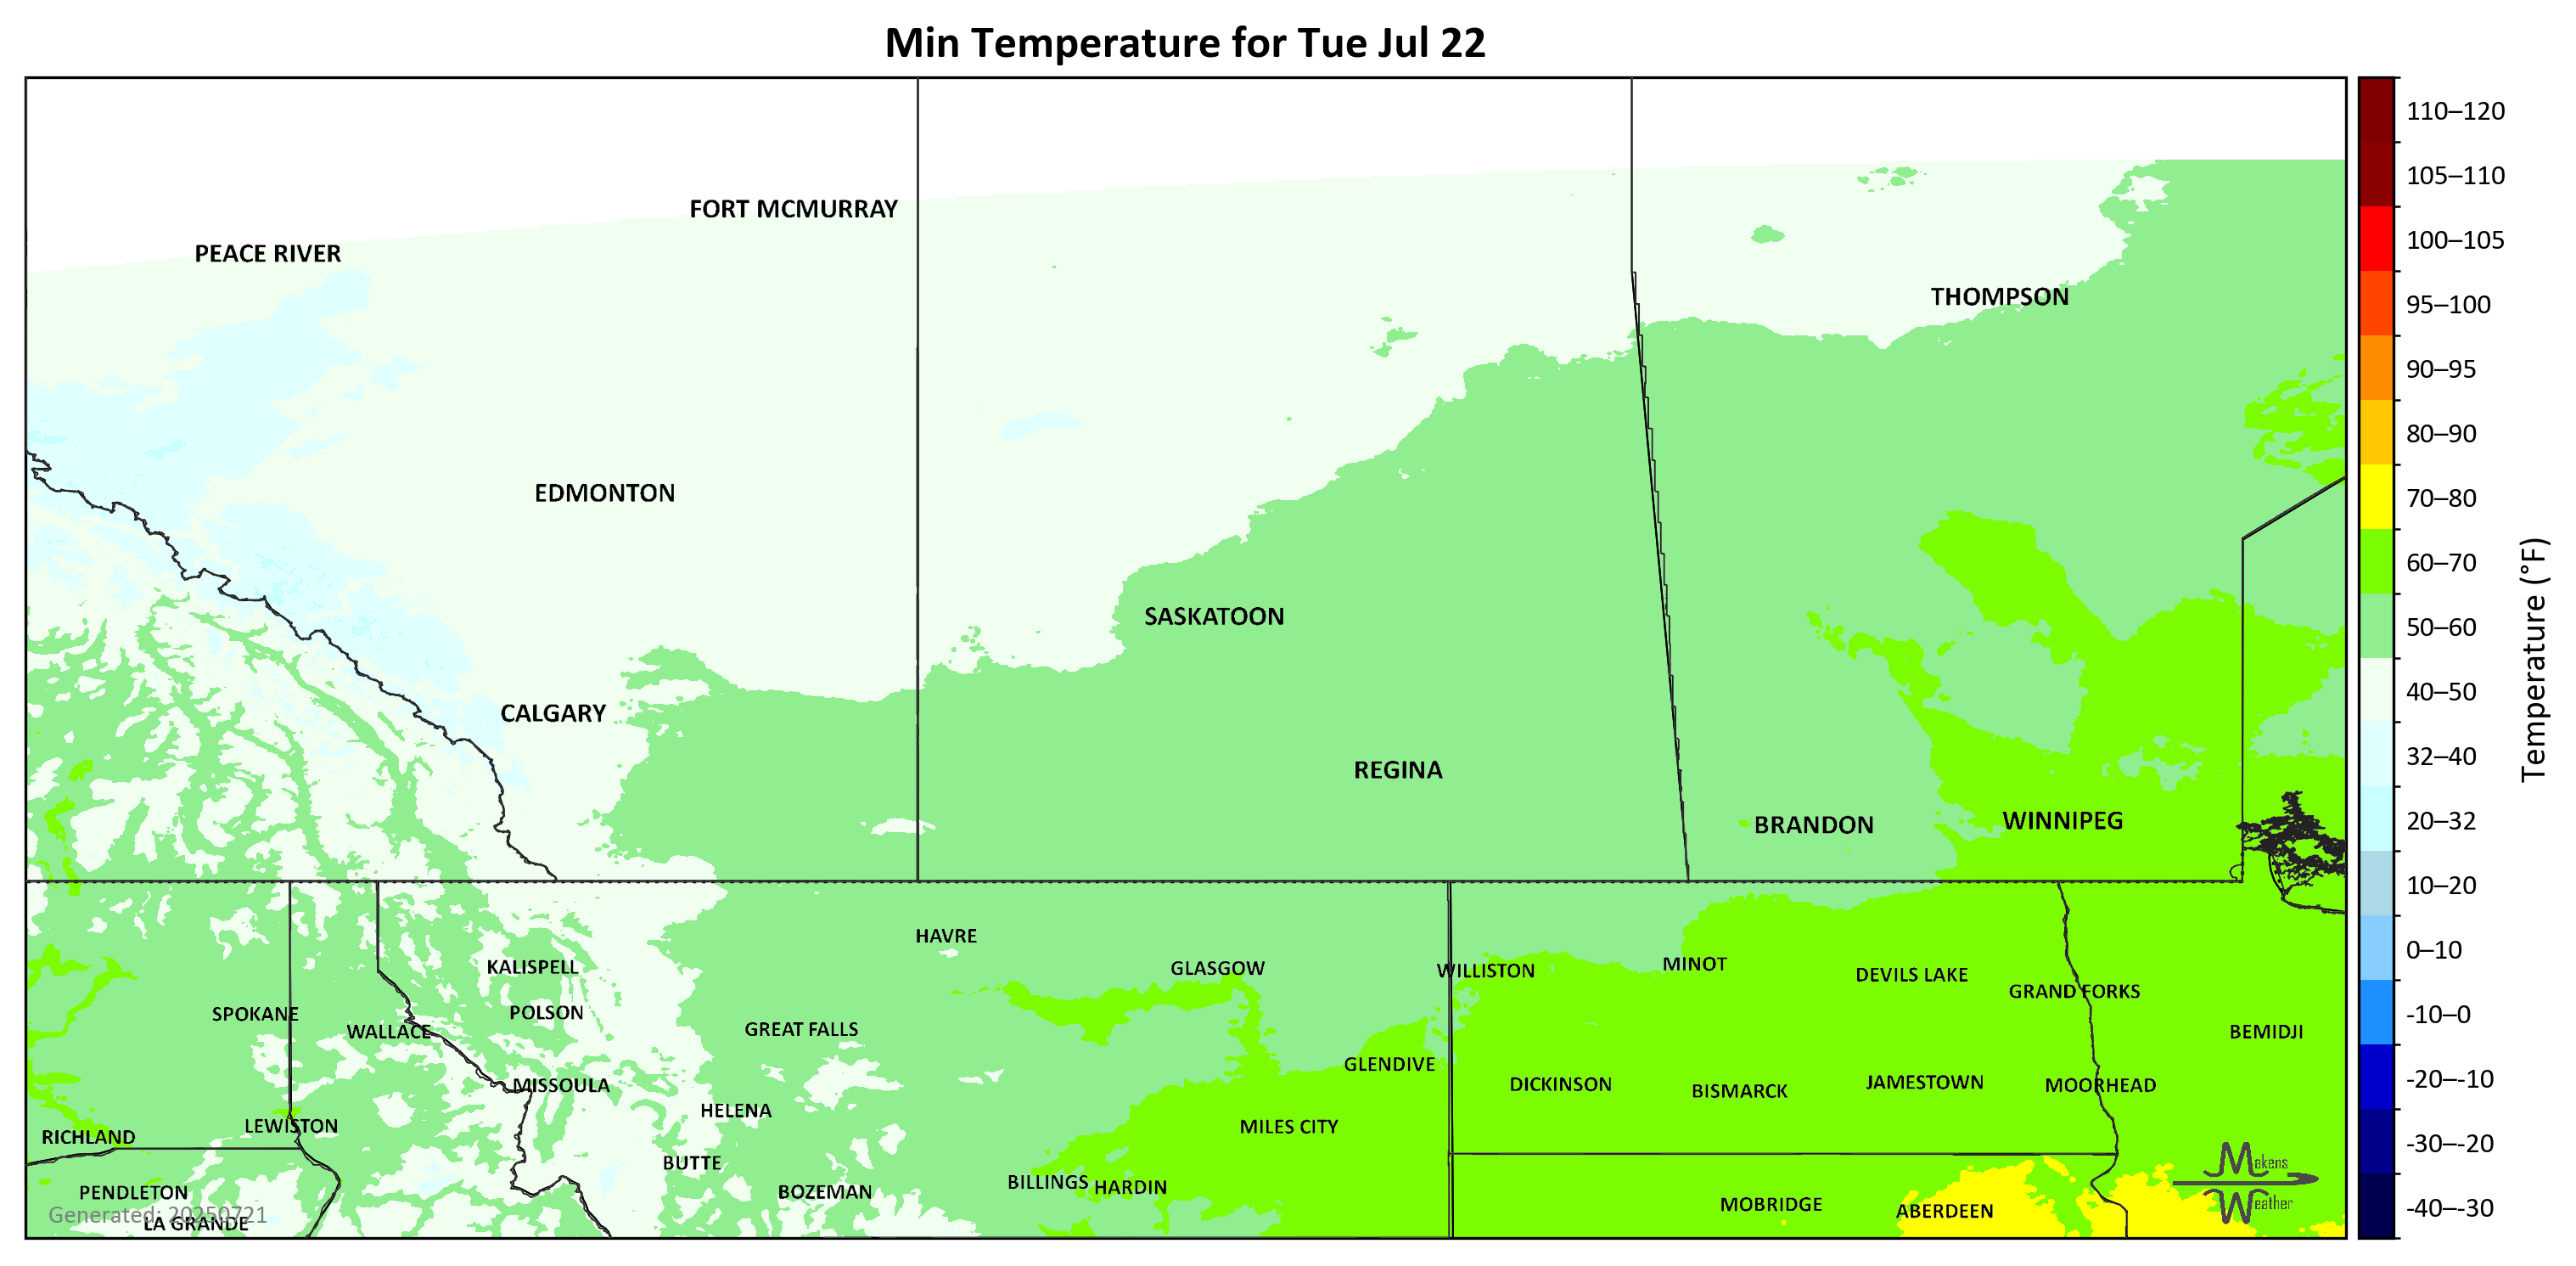 Min Temperature for Tue Jul 22
110–120
105–110
100–105
95–100
90–95
80–90
70–80
60–70
50–60
40–50
32–40
20–32
10–20
0–10
-10–0
-20–-10
-30–-20
-40–-30
Temperature (°F)
FORT MCMURRAY
PEACE RIVER
THOMPSON
EDMONTON
SASKATOON
CALGARY
REGINA
BRANDON
WINNIPEG
HAVRE
KALISPELL
GLASGOW
WILLISTON
MINOT
DEVILS LAKE
GRAND FORKS
SPOKANE
POLSON
WALLACE
GREAT FALLS
BEMIDJI
GLENDIVE
MISSOULA
DICKINSON
BISMARCK
JAMESTOWN
MOORHEAD
HELENA
LEWISTON
MILES CITY
RICHLAND
BUTTE
BILLINGS
HARDIN
PENDLETON
BOZEMAN
MOBRIDGE
ABERDEEN
LA GRANDE
Generated: 20250721
Makens
Weather